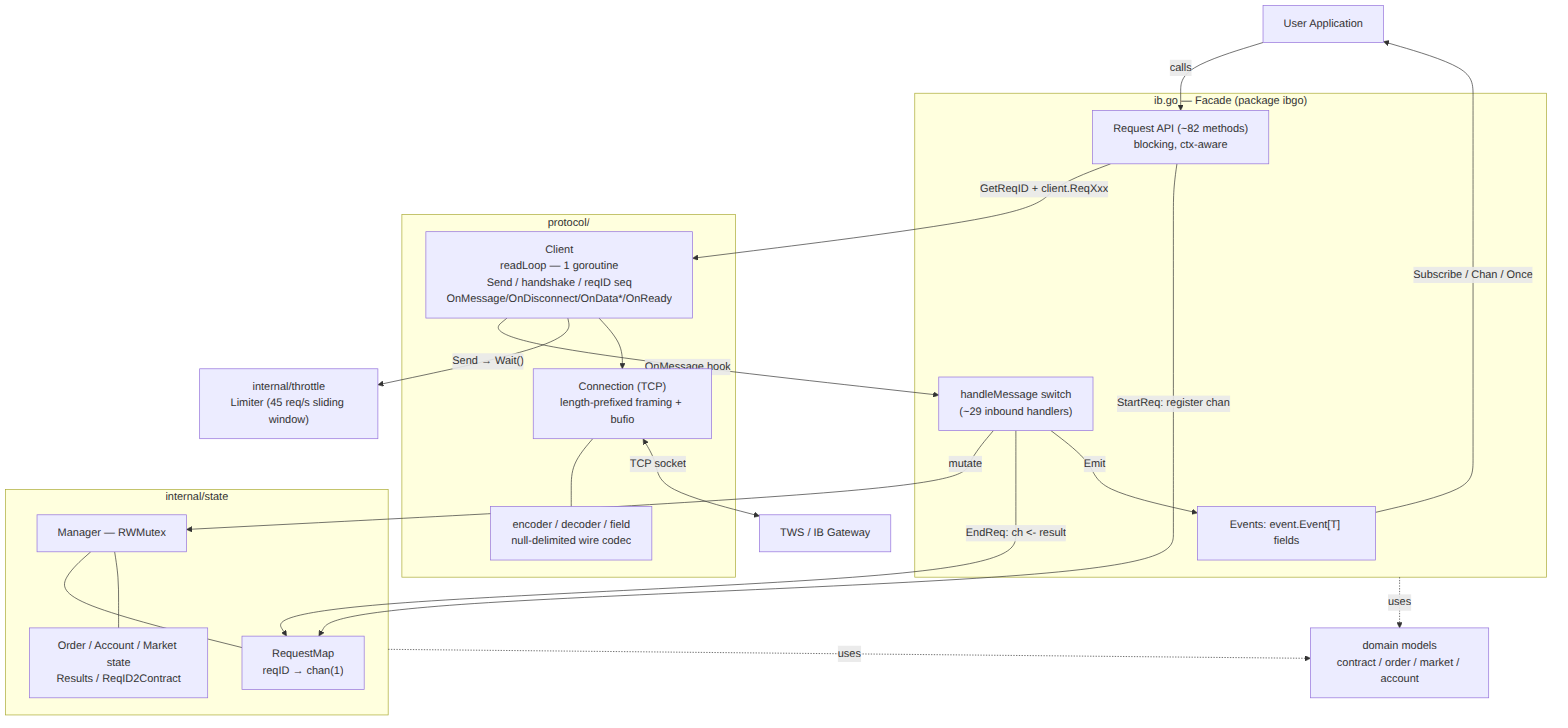 User Application
calls
ib.go — Facade (package ibgo)
Request API (~82 methods)
blocking, ctx-aware
GetReqID + client.ReqXxx
protocol/
Client
readLoop — 1 goroutine
Send / handshake / reqID seq
OnMessage/OnDisconnect/OnData*/OnReady
Subscribe / Chan / Once
Send → Wait()
OnMessage hook
internal/throttle
Limiter (45 req/s sliding
window)
Connection (TCP)
length-prefixed framing +
bufio
handleMessage switch
(~29 inbound handlers)
StartReq: register chan
TCP socket
mutate
Emit
internal/state
Manager — RWMutex
encoder / decoder / field
null-delimited wire codec
TWS / IB Gateway
EndReq: ch <- result
Events: event.Event[T]
fields
uses
Order / Account / Market
state
Results / ReqID2Contract
RequestMap
reqID → chan(1)
uses
domain models
contract / order / market /
account